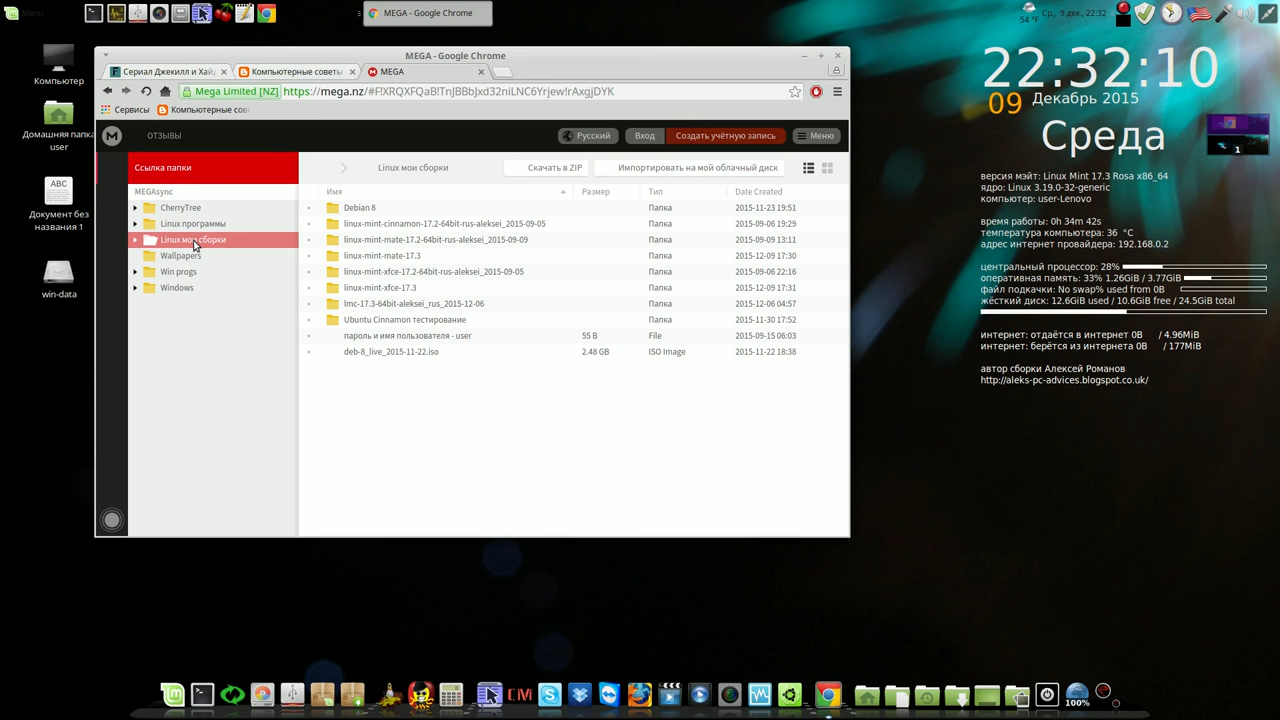 Menu
MEGA - Google Chrome
54 °F
Ср., 9 дек., 22:32
Компьютер
Домашняя папка
user
ABC
Документ без
названия 1
win-data
MEGA - Google Chrome
Сериал Джекилл и Хай
Компьютерные советы
MEGA
Mega Limited [NZ]
Сервисы
Компьютерные сов
M
ОТЗЫВЫ
Русский
Вход
Создать учётную запись
Меню
Ссылка папки
Linux мои сборки
Скачать в ZIP
Импортировать на мой облачный диск
MEGAsync
CherryTree
Linux программы
Linux мои сборки
Wallpapers
Win progs
Windows
Имя Размер Тип Date Created
Debian 8 Папка 2015-11-23 19:51
linux-mint-cinnamon-17.2-64bit-rus-aleksei_2015-09-05 Папка 2015-09-06 19:29
linux-mint-mate-17.2-64bit-rus-aleksei_2015-09-09 Папка 2015-09-09 13:11
linux-mint-mate-17.3 Папка 2015-12-09 17:30
linux-mint-xfce-17.2-64bit-rus-aleksei_2015-09-05 Папка 2015-09-06 22:16
linux-mint-xfce-17.3 Папка 2015-12-09 17:31
lmc-17.3-64bit-aleksei_rus_2015-12-06 Папка 2015-12-06 04:57
Ubuntu Cinnamon тестирование Папка 2015-11-30 17:52
пароль и имя пользователя - user 55 B File 2015-09-15 06:03
deb-8_live_2015-11-22.iso 2.48 GB ISO Image 2015-11-22 18:38
22:32:10
09 Декабрь 2015
Среда
1
версия мэйт: Linux Mint 17.3 Rosa x86_64
ядро: Linux 3.19.0-32-generic
компьютер: user-Lenovo
время работы: 0h 34m 42s
температура компьютера: 36 °C
адрес интернет провайдера: 192.168.0.2
центральный процессор: 28%
оперативная память: 33% 1.26GiB / 3.77GiB
файл подкачки: No swap% used from 0B
жёсткий диск: 12.6GiB used / 10.6GiB free / 24.5GiB total
интернет: отдаётся в интернет 0B / 4.96MiB
интернет: берётся из интернета 0B / 177MiB
автор сборки Алексей Романов
http://aleks-pc-advices.blogspot.co.uk/
CM
100%